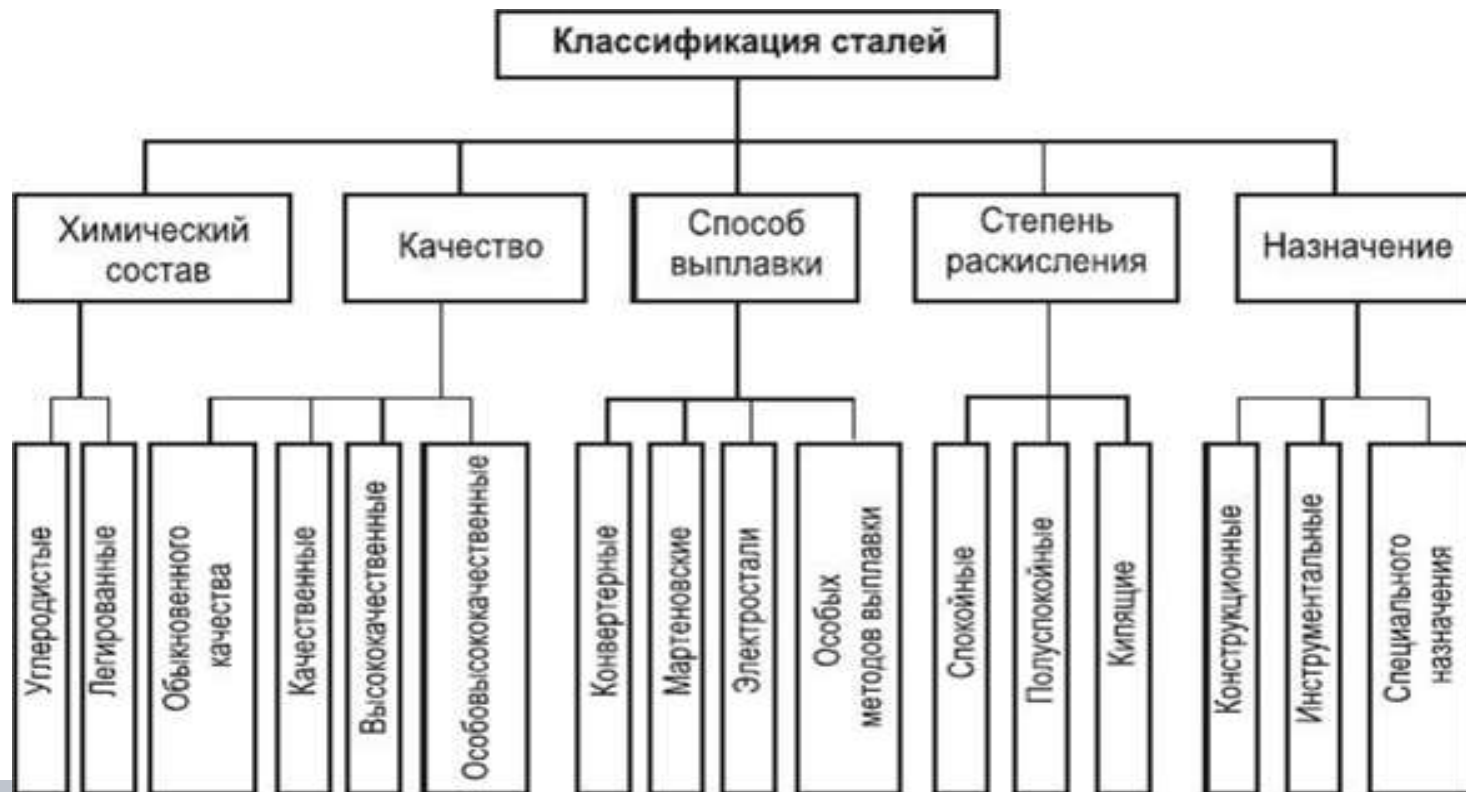 Классификация сталей
Химический
состав
Качество
Способ
выплавки
Степень
раскисления
Назначение
Углеродистые
Легированные
Обыкновенного
качества
Качественные
Высококачественные
Особовысококачественные
Конвертерные
Мартеновские
Электростали
Особых
методов выплавки
Спокойные
Полуспокойные
Кипящие
Конструкционные
Инструментальные
Специального
назначения